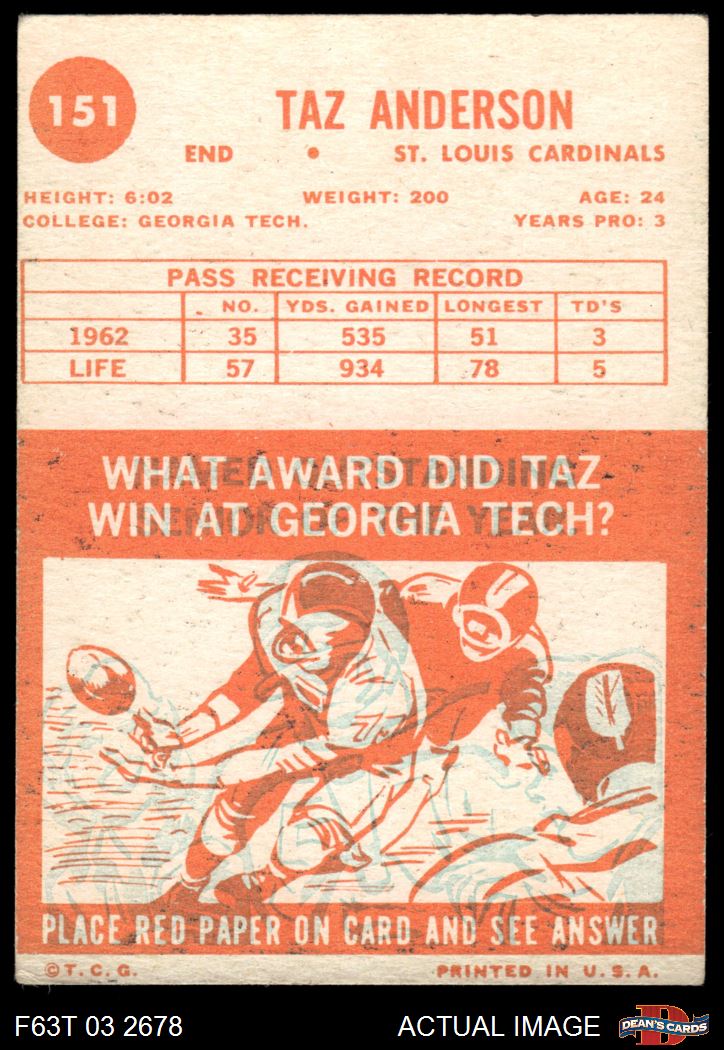 151
TAZ ANDERSON
END • ST. LOUIS CARDINALS
HEIGHT: 6:02 WEIGHT: 200 AGE: 24
COLLEGE: GEORGIA TECH. YEARS PRO: 3
PASS RECEIVING RECORD
NO. YDS. GAINED LONGEST TD'S
1962 35 535 51 3
LIFE 57 934 78 5
WHAT AWARD DID TAZ
WIN AT GEORGIA TECH?
PLACE RED PAPER ON CARD AND SEE ANSWER
©T.C.G. PRINTED IN U.S.A.
F63T 03 2678 ACTUAL IMAGE D DEAN'S CARDS